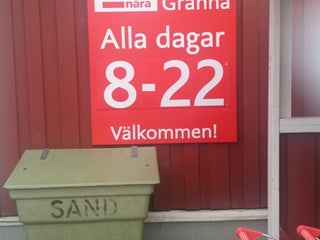 nära Gränna
Alla dagar
8-22
Välkommen!
SAND